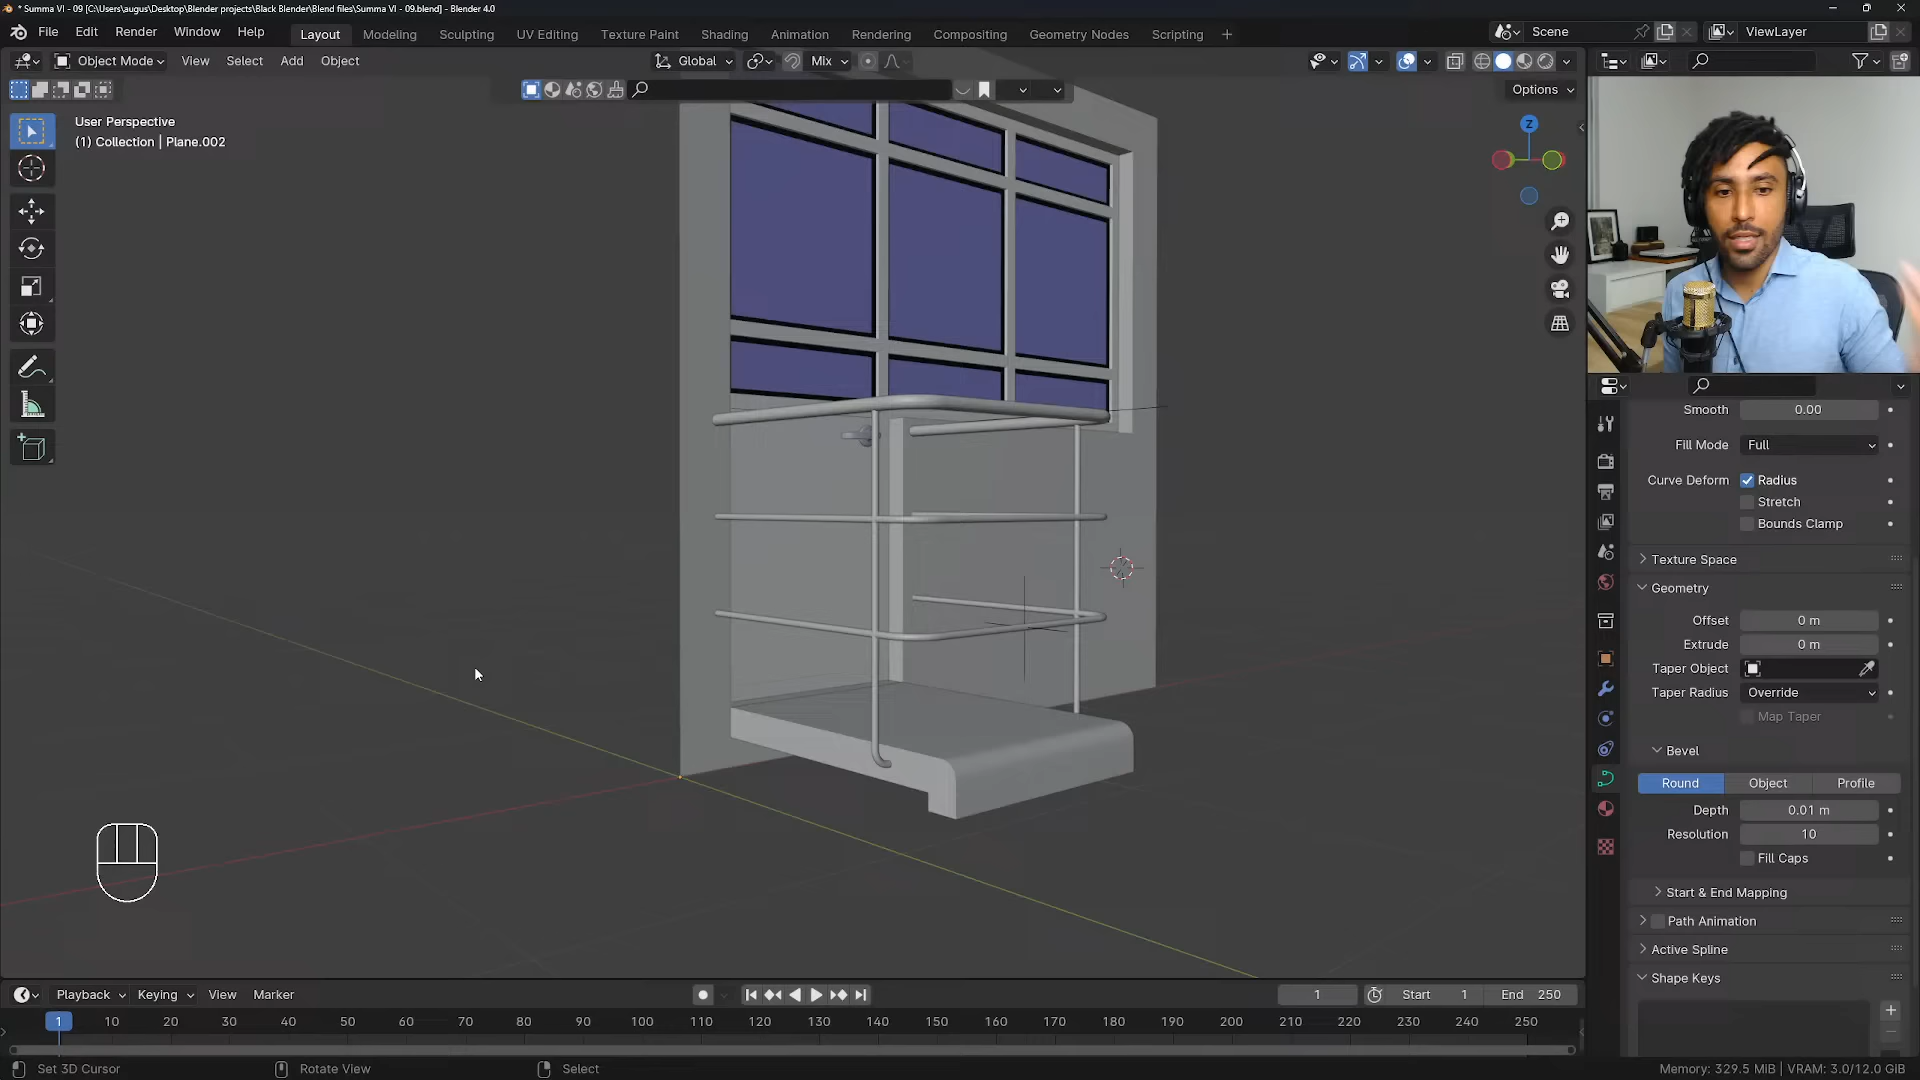 * Summa VI - 09 [C:\Users\augus\Desktop\Blender projects\Black Blender\Blend files\Summa VI - 09.blend] - Blender 4.0
File Edit Render Window Help Layout Modeling Sculpting UV Editing Texture Paint Shading Animation Rendering Compositing Geometry Nodes Scripting + Scene ViewLayer
Object Mode View Select Add Object Global Mix
Options
User Perspective
(1) Collection | Plane.002
Z
Smooth 0.00
Fill Mode Full
Curve Deform Radius
Stretch
Bounds Clamp
Texture Space
Geometry
Offset 0 m
Extrude 0 m
Taper Object
Taper Radius Override
Map Taper
Bevel
Round Object Profile
Depth 0.01 m
Resolution 10
Fill Caps
Start & End Mapping
Path Animation
Active Spline
Shape Keys
Playback Keying View Marker 1 Start 1 End 250
1 10 20 30 40 50 60 70 80 90 100 110 120 130 140 150 160 170 180 190 200 210 220 230 240 250
Set 3D Cursor Rotate View Select Memory: 329.5 MiB | VRAM: 3.0/12.0 GiB